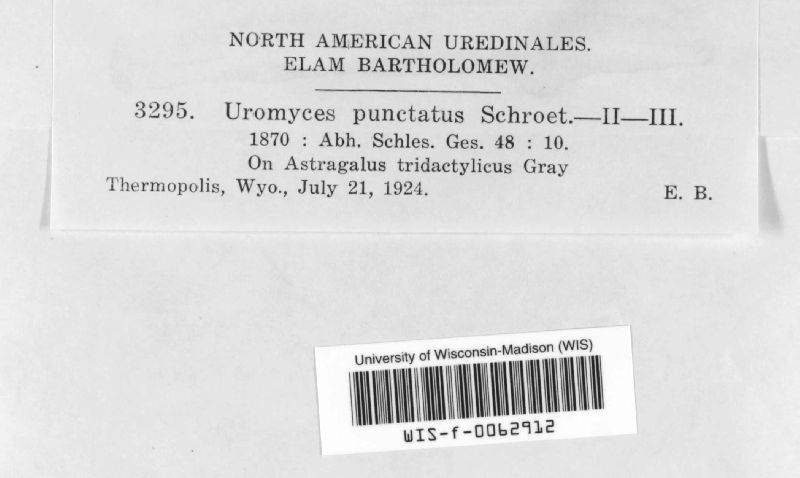 NORTH AMERICAN UREDINALES.
ELAM BARTHOLOMEW.
3295. Uromyces punctatus Schroet.—II—III.
1870 : Abh. Schles. Ges. 48 : 10.
On Astragalus tridactylicus Gray
Thermopolis, Wyo., July 21, 1924. E. B.
University of Wisconsin-Madison (WIS)
WIS-f-0062912